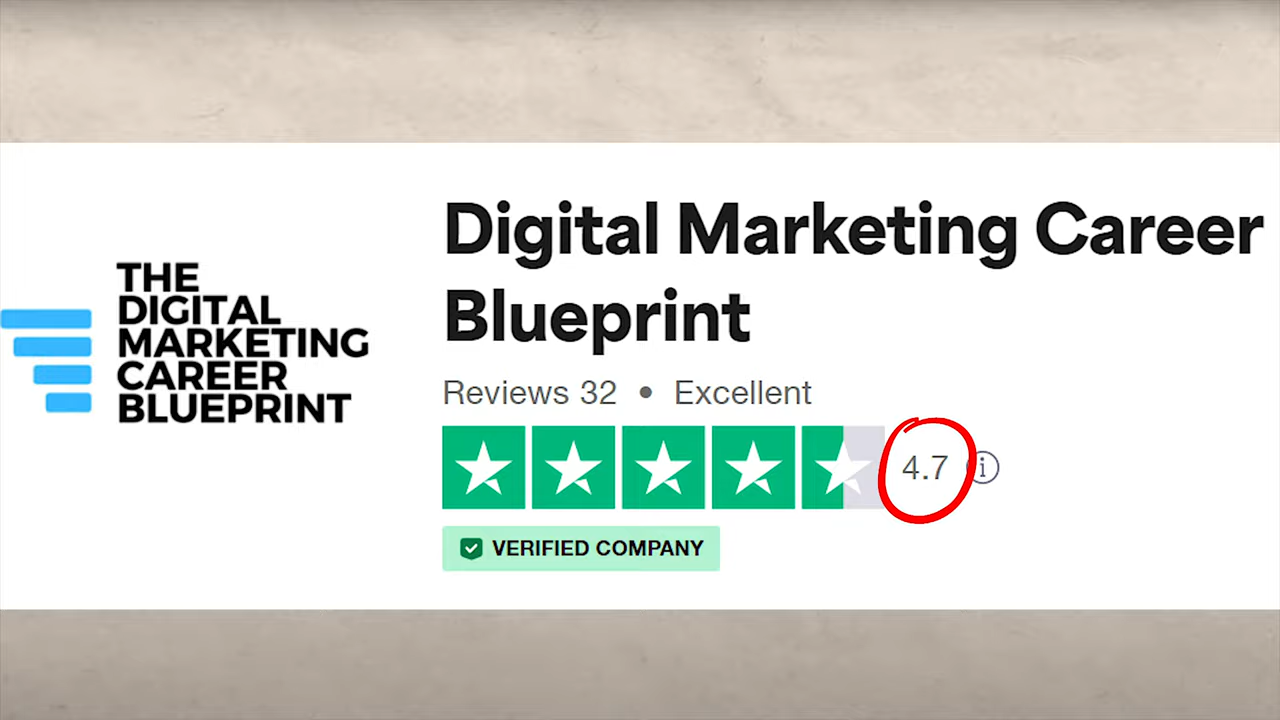 THE
DIGITAL
MARKETING
CAREER
BLUEPRINT
Digital Marketing Career
Blueprint
Reviews 32 • Excellent
4.7 i
VERIFIED COMPANY